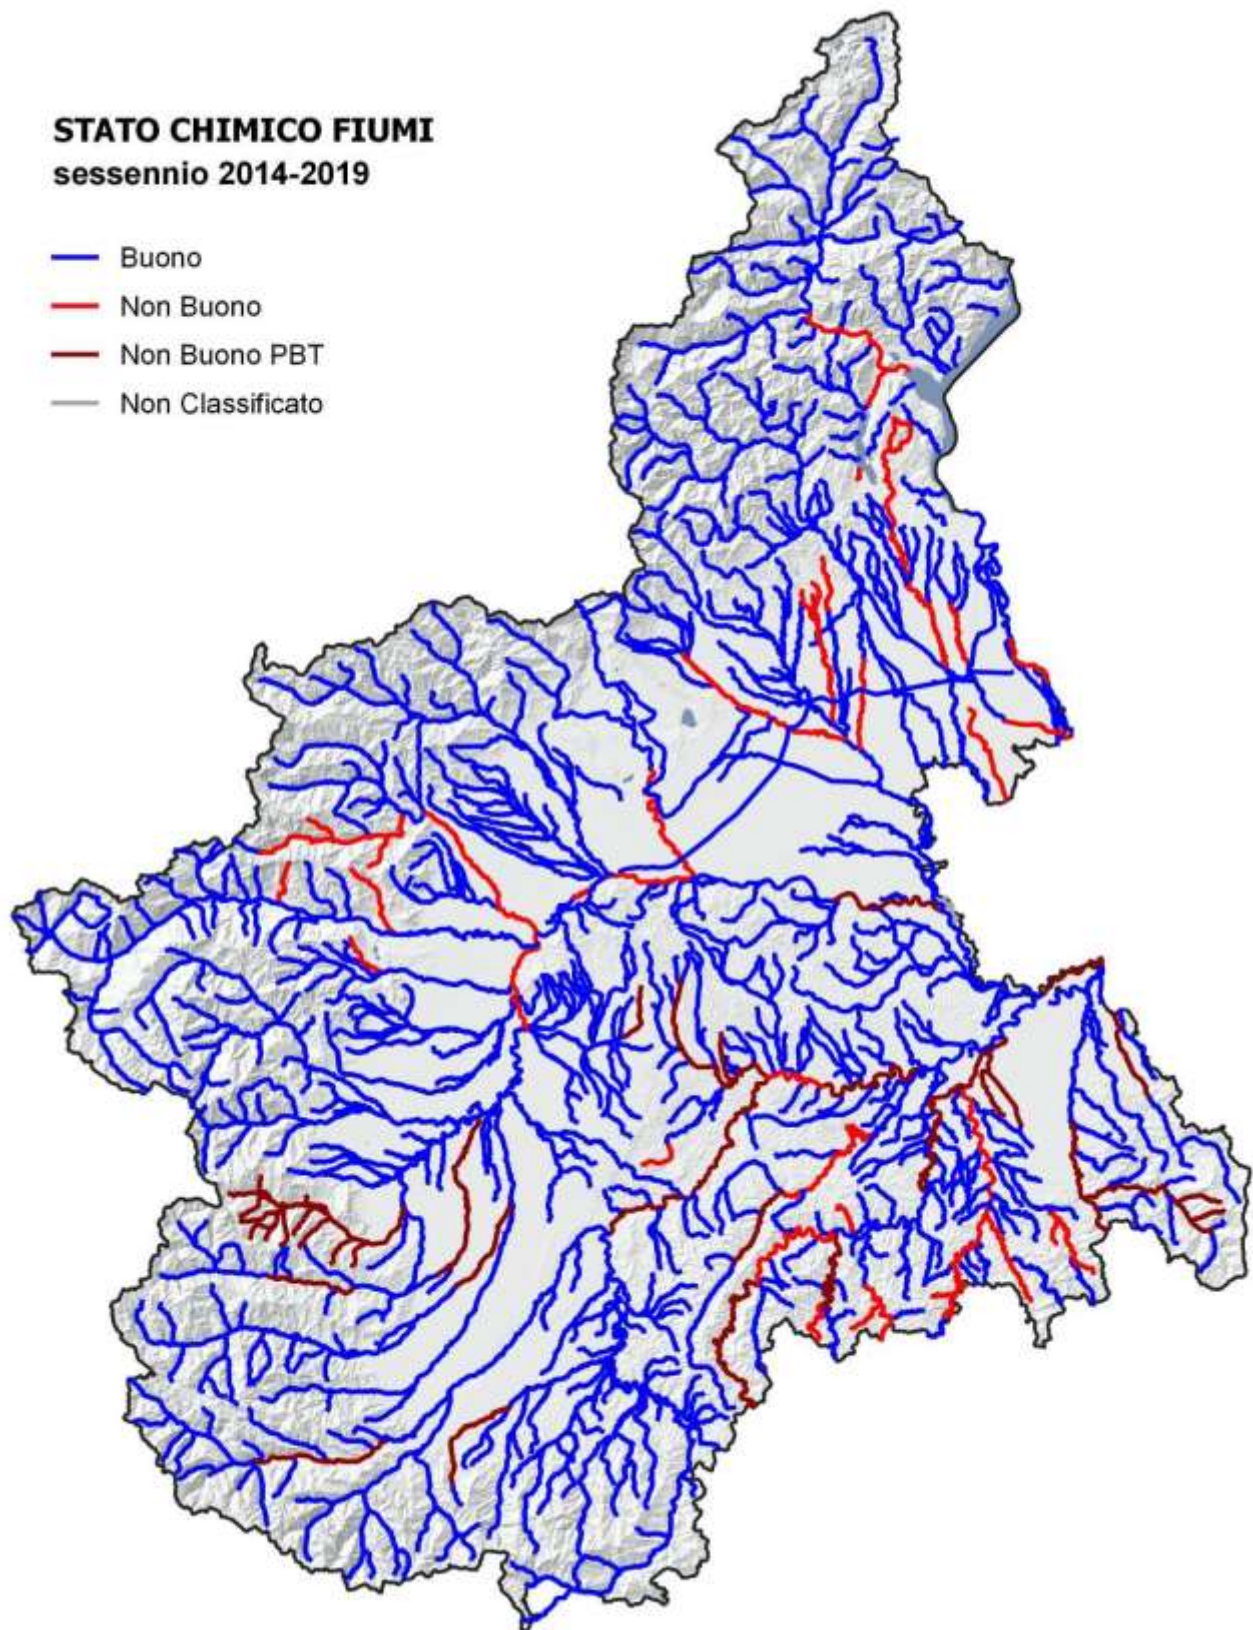 STATO CHIMICO FIUMI
sessennio 2014-2019
Buono
Non Buono
Non Buono PBT
Non Classificato